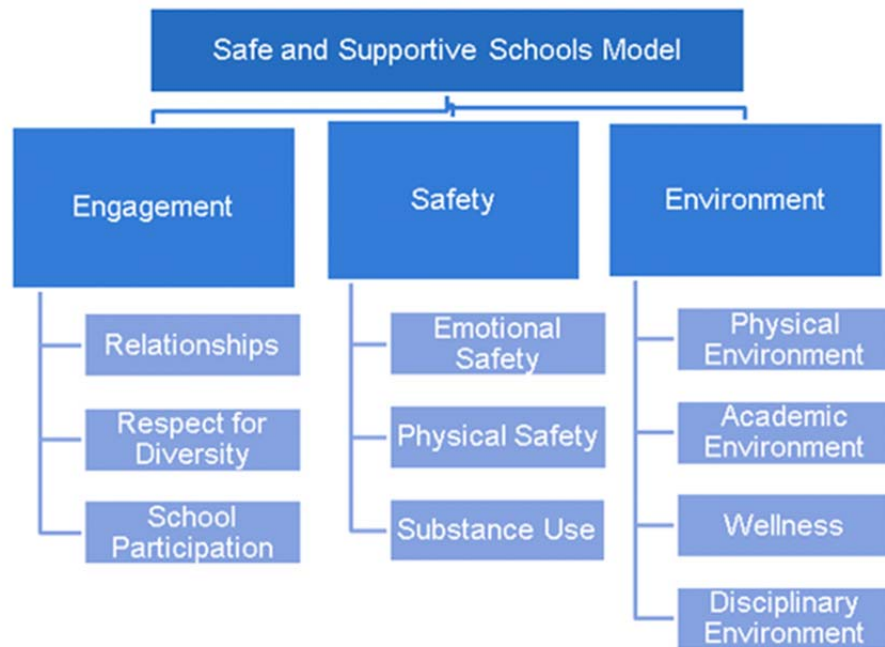 Safe and Supportive Schools Model
Engagement
Relationships
Respect for
Diversity
School
Participation
Safety
Emotional
Safety
Physical Safety
Substance Use
Environment
Physical
Environment
Academic
Environment
Wellness
Disciplinary
Environment